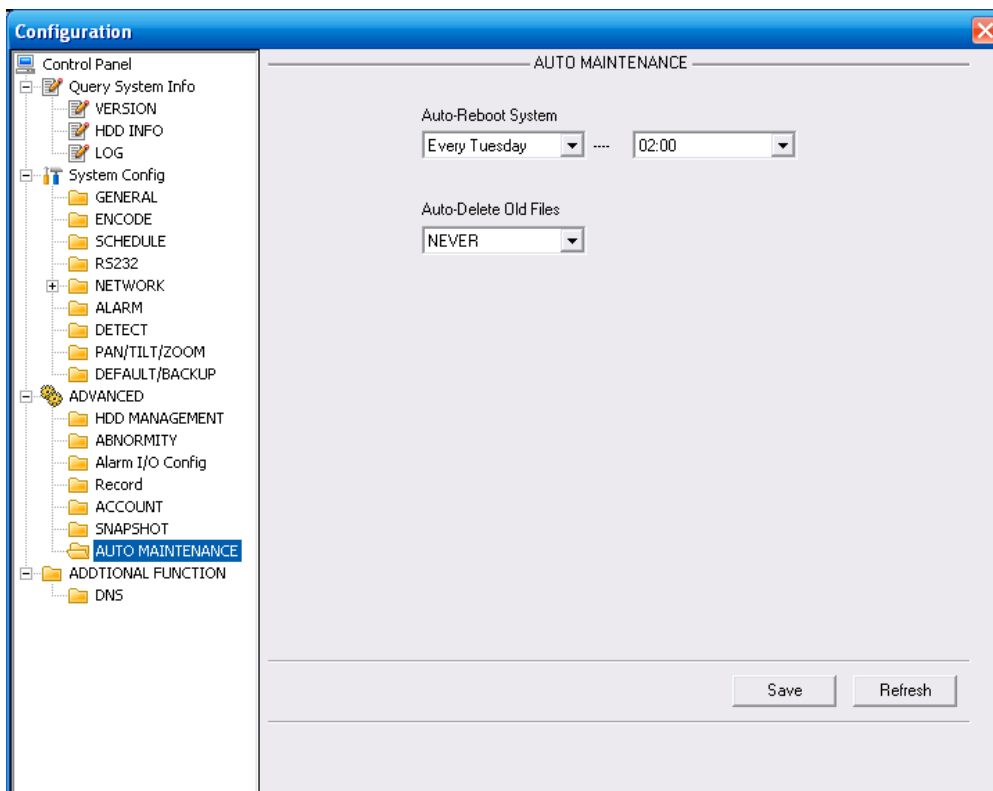 Configuration
Control Panel
Query System Info
VERSION
HDD INFO
LOG
System Config
GENERAL
ENCODE
SCHEDULE
RS232
NETWORK
ALARM
DETECT
PAN/TILT/ZOOM
DEFAULT/BACKUP
ADVANCED
HDD MANAGEMENT
ABNORMITY
Alarm I/O Config
Record
ACCOUNT
SNAPSHOT
AUTO MAINTENANCE
ADDTIONAL FUNCTION
DNS
AUTO MAINTENANCE
Auto-Reboot System
Every Tuesday ---- 02:00
Auto-Delete Old Files
NEVER
Save Refresh